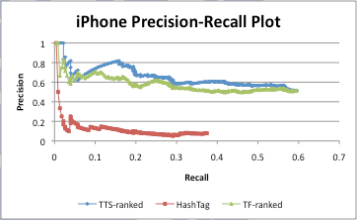 iPhone Precision-Recall Plot
1
0.8
0.6
0.4
0.2
0
Precision
0 0.1 0.2 0.3 0.4 0.5 0.6 0.7
Recall
TTS-ranked HashTag TF-ranked